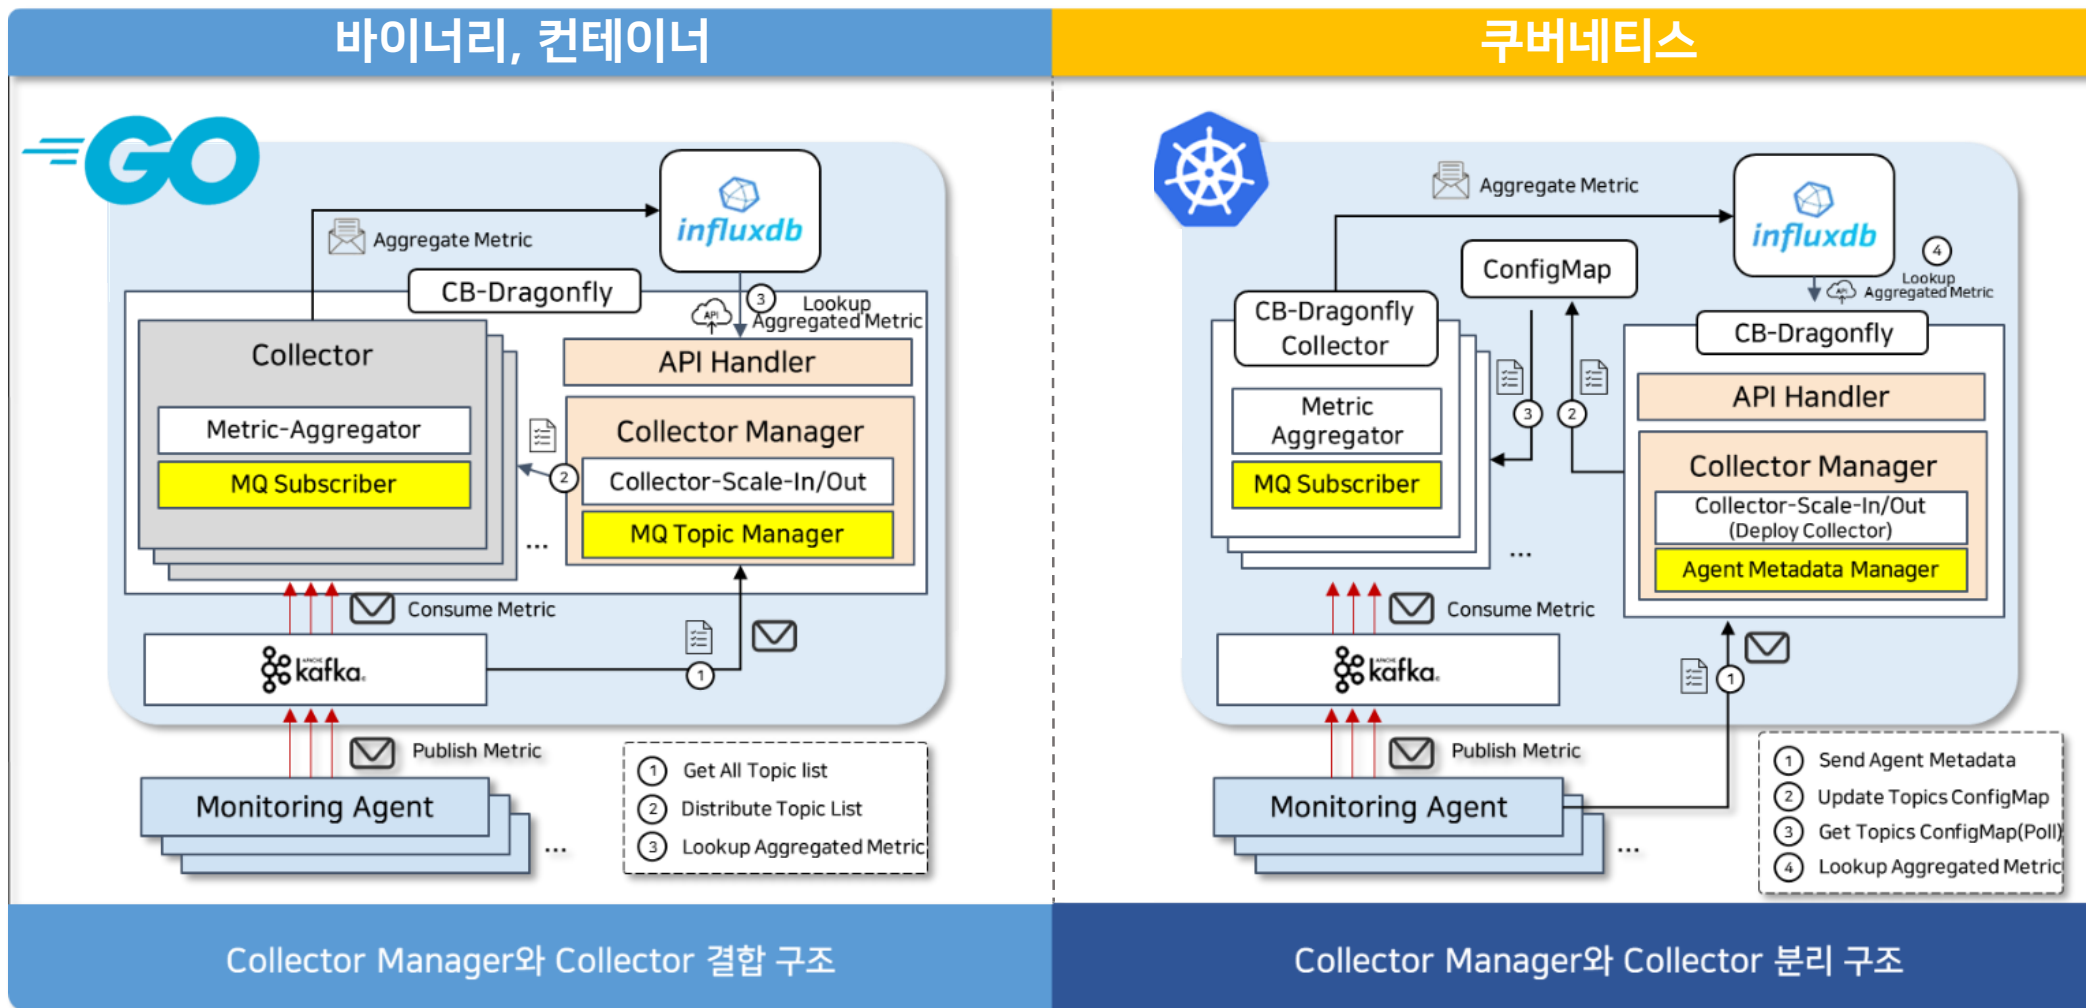 바이너리, 컨테이너
GO
influxdb
Aggregate Metric
CB-Dragonfly
3
Lookup
Aggregated Metric
API
Collector
API Handler
Metric-Aggregator
MQ Subscriber
Collector Manager
2
Collector-Scale-In/Out
MQ Topic Manager
...
Consume Metric
APACHE
kafka
1
Publish Metric
Monitoring Agent
...
1 Get All Topic list
2 Distribute Topic List
3 Lookup Aggregated Metric
Collector Manager와 Collector 결합 구조
쿠버네티스
Aggregate Metric
influxdb
4
Lookup
Aggregated Metric
API
ConfigMap
CB-Dragonfly
Collector
CB-Dragonfly
Metric
Aggregator
MQ Subscriber
3
2
API Handler
Collector Manager
Collector-Scale-In/Out
(Deploy Collector)
Agent Metadata Manager
...
Consume Metric
APACHE
kafka
1
Publish Metric
Monitoring Agent
...
1 Send Agent Metadata
2 Update Topics ConfigMap
3 Get Topics ConfigMap(Poll)
4 Lookup Aggregated Metric
Collector Manager와 Collector 분리 구조